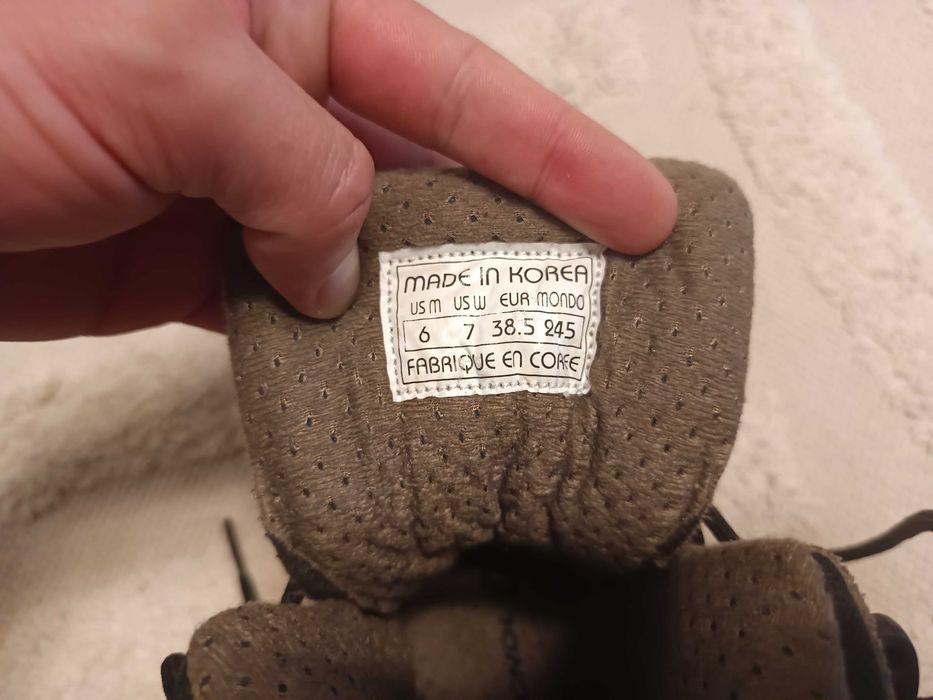 MADE IN KOREA
US M US W EUR MONDO
6 7 38.5 245
FABRIQUE EN COREE